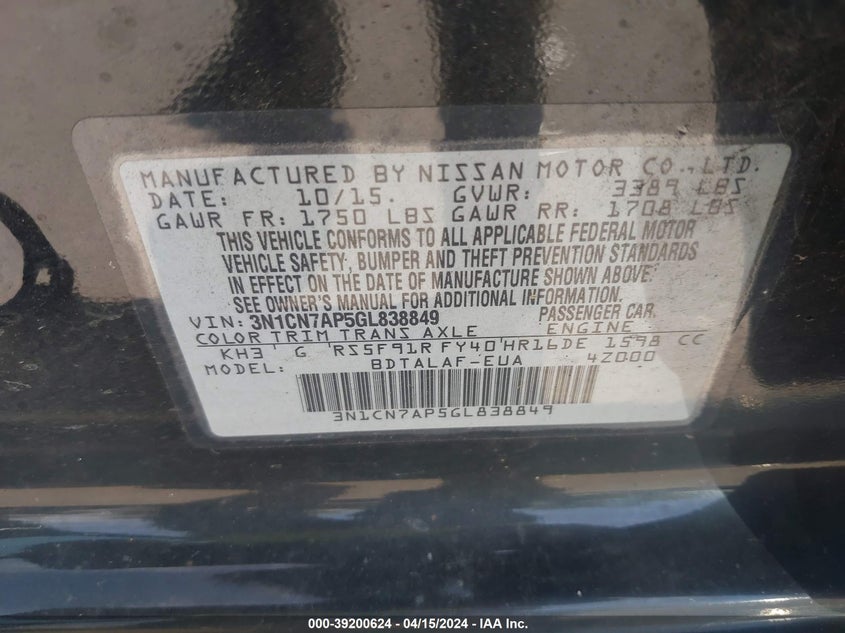 MANUFACTURED BY NISSAN MOTOR CO., LTD.
DATE: 10/15. GVWR: 3389 LBS
GAWR FR: 1750 LBS GAWR RR: 1708 LBS
THIS VEHICLE CONFORMS TO ALL APPLICABLE FEDERAL MOTOR
VEHICLE SAFETY, BUMPER AND THEFT PREVENTION STANDARDS
IN EFFECT ON THE DATE OF MANUFACTURE SHOWN ABOVE.
SEE OWNER'S MANUAL FOR ADDITIONAL INFORMATION.
VIN: 3N1CN7AP5GL838849 PASSENGER CAR.
COLOR TRIM TRANS AXLE ENGINE
KH3 G RS5F91R FY40 HR16DE 1598 CC
MODEL: BDTALAF-EUA 4Z000
3N1CN7AP5GL838849
000-39200624 - 04/15/2024 - IAA Inc.